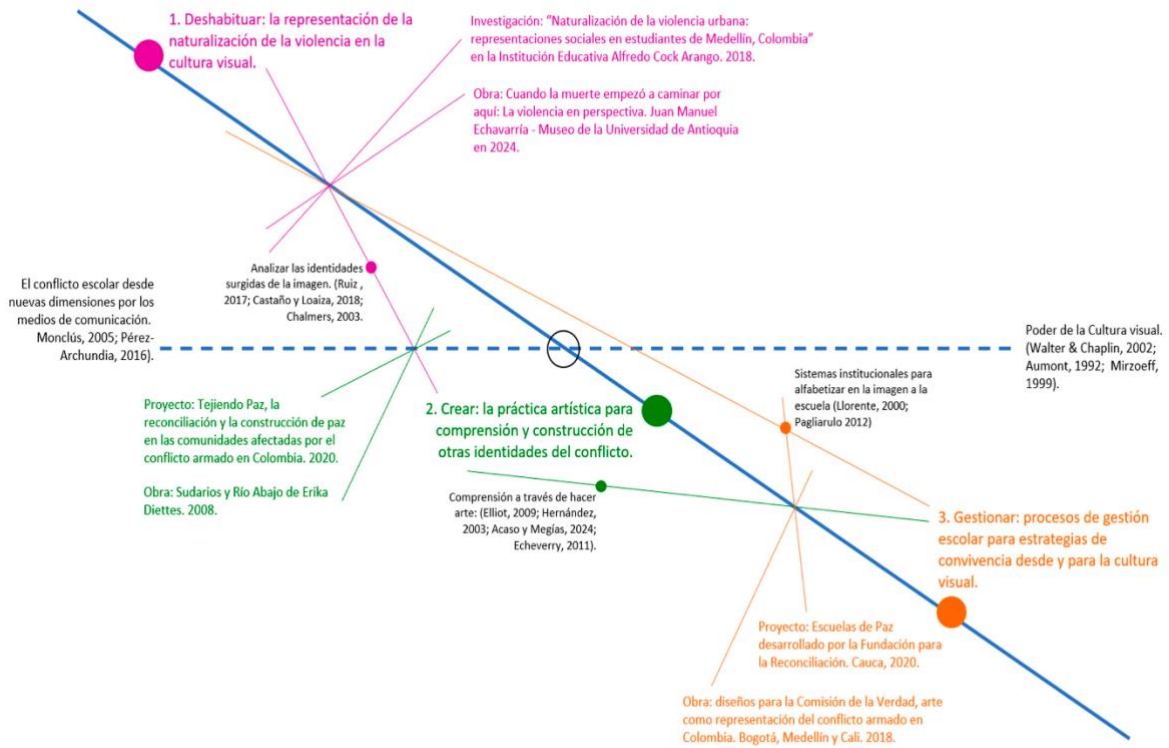 1. Deshabituar: la representación de la
naturalización de la violencia en la
cultura visual.
Investigación: “Naturalización de la violencia urbana:
representaciones sociales en estudiantes de Medellín, Colombia”
en la Institución Educativa Alfredo Cock Arango. 2018.
Obra: Cuando la muerte empezó a caminar por
aquí: La violencia en perspectiva. Juan Manuel
Echavarría - Museo de la Universidad de Antioquia
en 2024.
Analizar las identidades
surgidas de la imagen. (Ruiz ,
2017; Castaño y Loaiza, 2018;
Chalmers, 2003.
El conflicto escolar desde
nuevas dimensiones por los
medios de comunicación.
Monclús, 2005; Pérez-
Archundia, 2016).
Poder de la Cultura visual.
(Walter & Chaplin, 2002;
Aumont, 1992; Mirzoeff,
1999).
Sistemas institucionales para
alfabetizar en la imagen a la
escuela (Llorente, 2000;
Pagliarulo 2012)
Proyecto: Tejiendo Paz, la
reconciliación y la construcción de paz
en las comunidades afectadas por el
conflicto armado en Colombia. 2020.
Obra: Sudarios y Río Abajo de Erika
Diettes. 2008.
2. Crear: la práctica artística para
comprensión y construcción de
otras identidades del conflicto.
Comprensión a través de hacer
arte: (Elliot, 2009; Hernández,
2003; Acaso y Megías, 2024;
Echeverry, 2011).
3. Gestionar: procesos de gestión
escolar para estrategias de
convivencia desde y para la cultura
visual.
Proyecto: Escuelas de Paz
desarrollado por la Fundación para
la Reconciliación. Cauca, 2020.
Obra: diseños para la Comisión de la Verdad, arte
como representación del conflicto armado en
Colombia. Bogotá, Medellín y Cali. 2018.